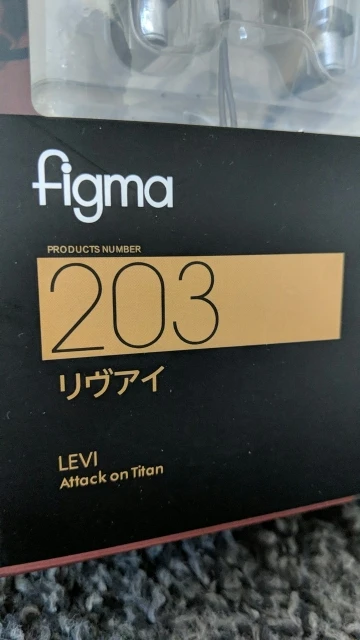 figma
PRODUCTS NUMBER
203
リヴァイ
LEVI
Attack on Titan